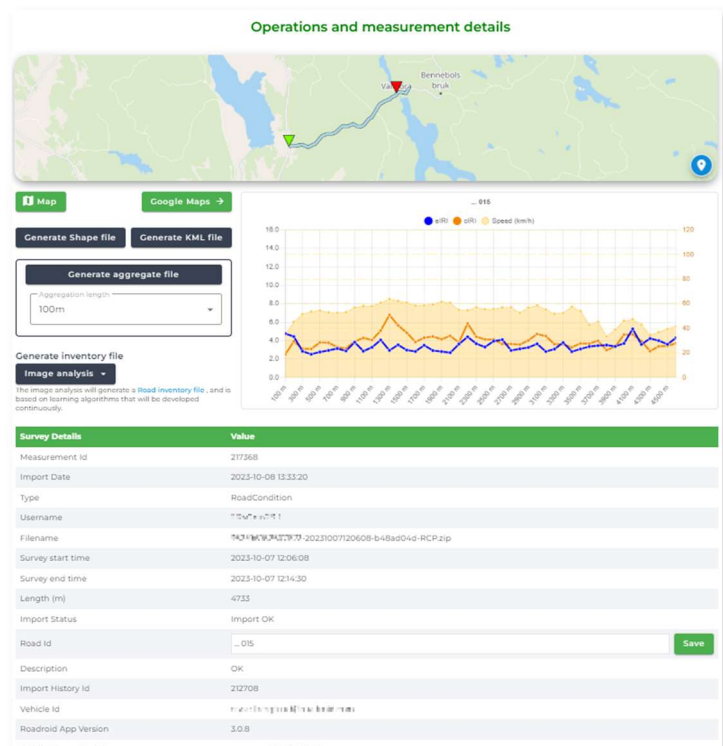 Operations and measurement details
Bennebols
bruk
Map
Google Maps →
Generate Shape file
Generate KML file
Generate aggregate file
Aggregation length
100m
Generate inventory file
Image analysis
The image analysis will generate a Road inventory file , and is
based on learning algorithms that will be developed
continuously.
... 015
eIRI
cIRI
Speed (km/h)
16.0
14.0
12.0
10.0
8.0
6.0
4.0
2.0
0.0
120
100
80
60
40
20
0
100 m
300 m
500 m
700 m
900 m
1100 m
1300 m
1500 m
1700 m
1900 m
2100 m
2300 m
2500 m
2700 m
2900 m
3100 m
3300 m
3500 m
3700 m
3900 m
4100 m
4300 m
4500 m
Survey Details Value
Measurement Id 217368
Import Date 2023-10-08 13:33:20
Type RoadCondition
Username
Filename -20231007120608-b48ad04d-RCP.zip
Survey start time 2023-10-07 12:06:08
Survey end time 2023-10-07 12:14:30
Length (m) 4733
Import Status Import OK
Road Id ... 015 Save
Description OK
Import History Id 212708
Vehicle Id
Roadroid App Version 3.0.8